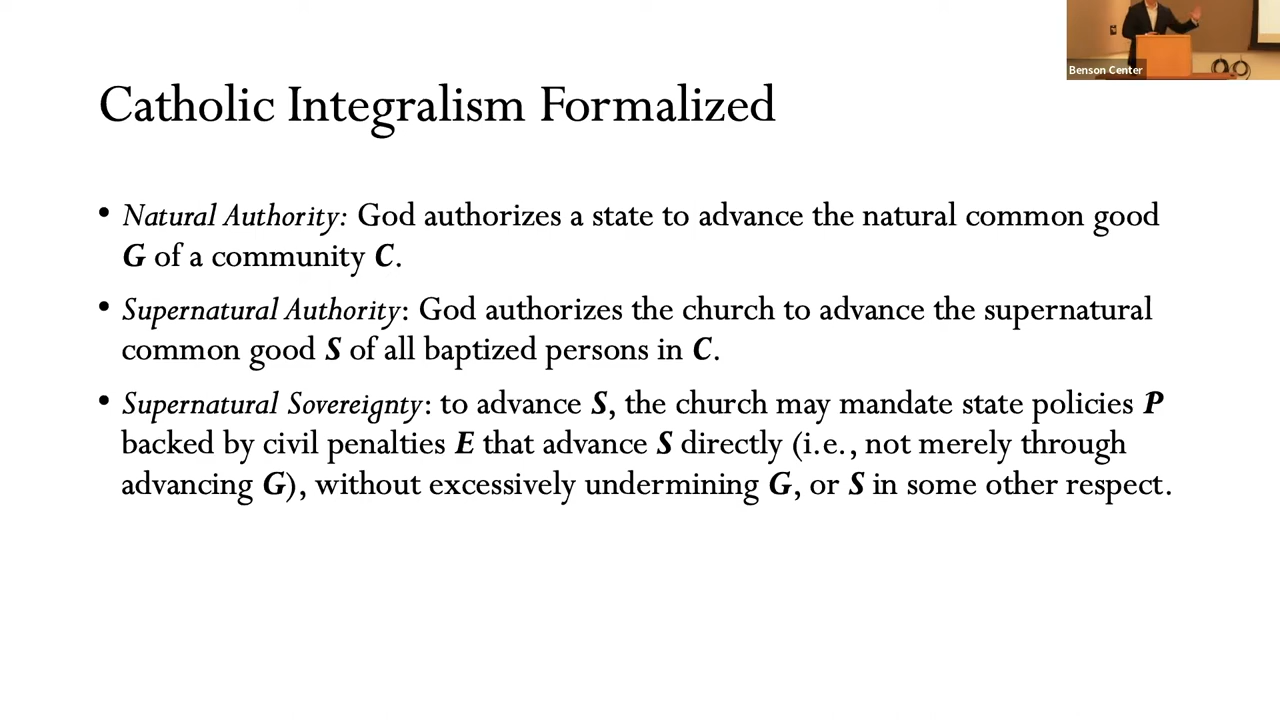 Benson Center
Catholic Integralism Formalized
• Natural Authority: God authorizes a state to advance the natural common good
G of a community C.
• Supernatural Authority: God authorizes the church to advance the supernatural
common good S of all baptized persons in C.
• Supernatural Sovereignty: to advance S, the church may mandate state policies P
backed by civil penalties E that advance S directly (i.e., not merely through
advancing G), without excessively undermining G, or S in some other respect.